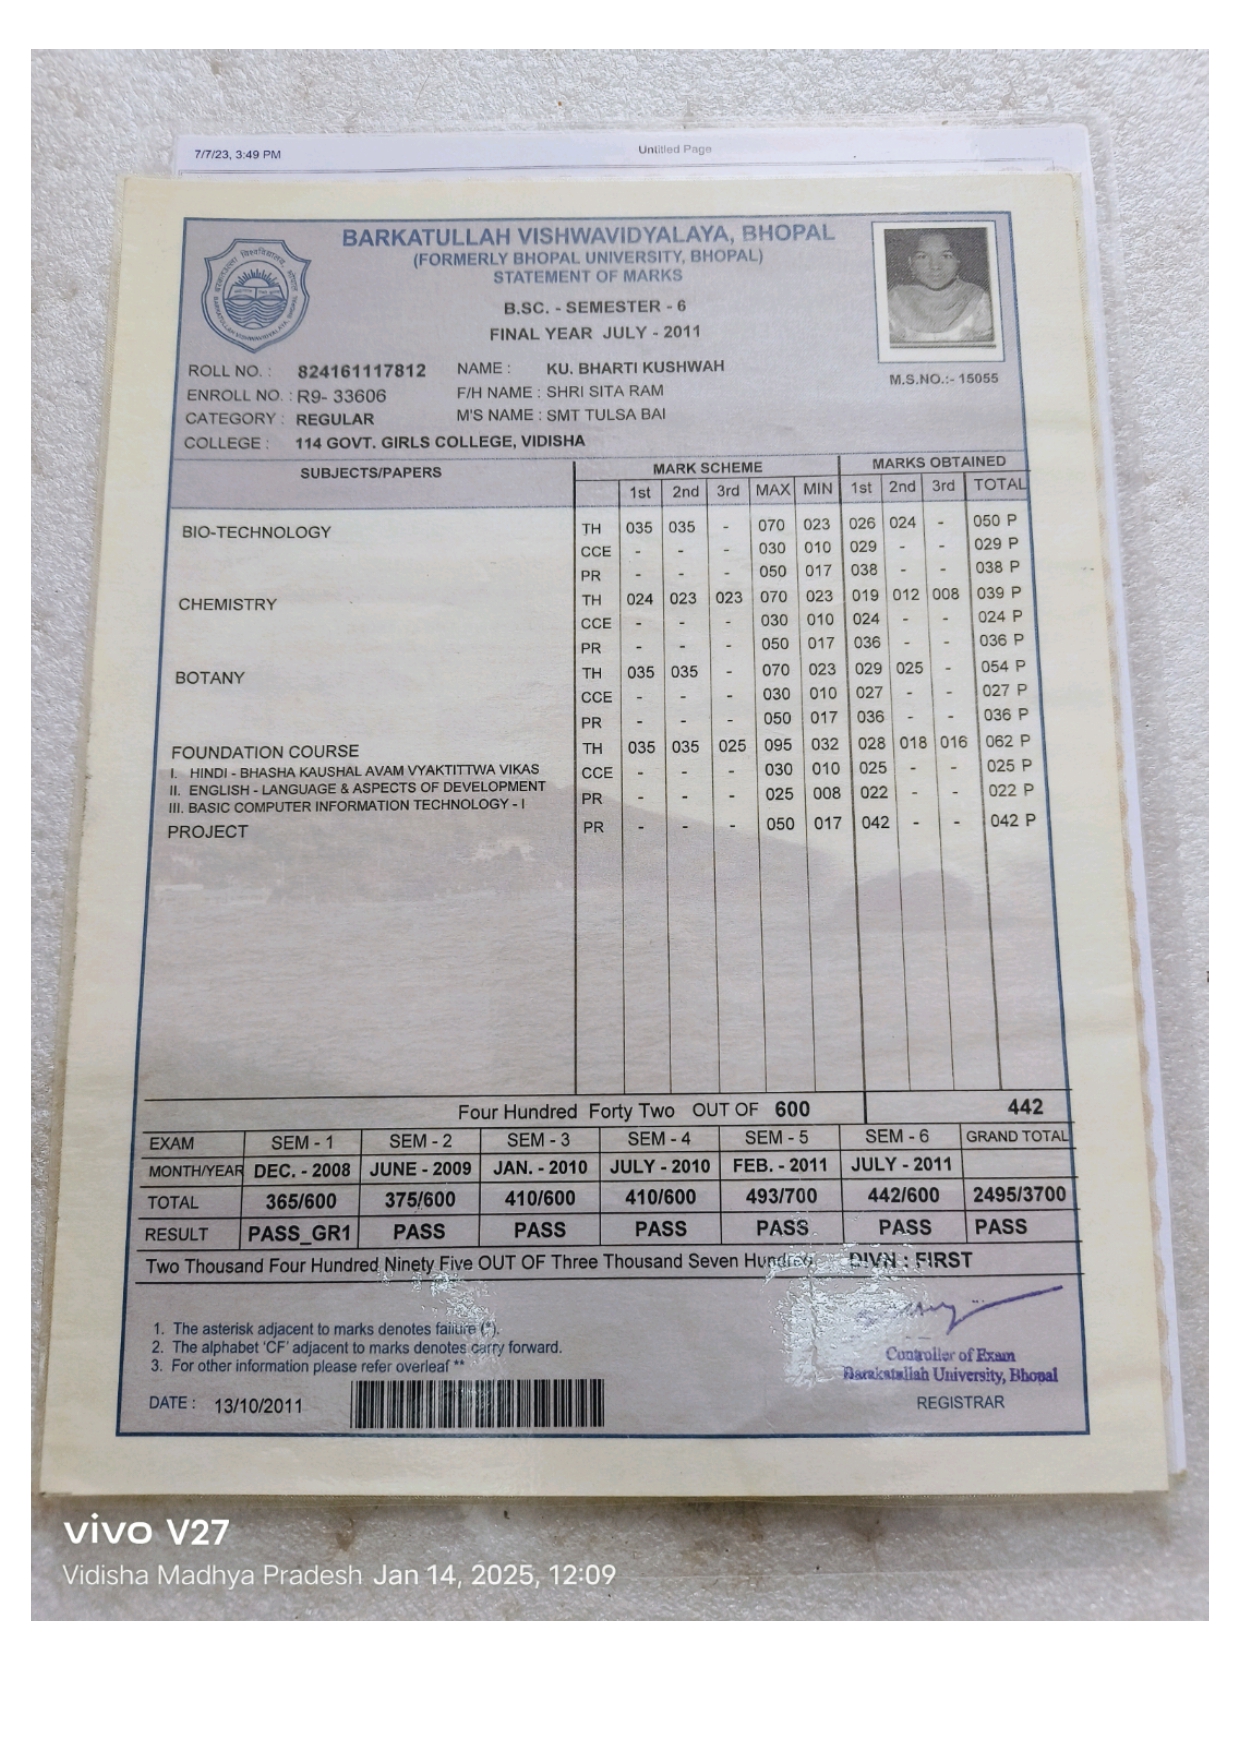 7/7/23, 3:49 PM Untitled Page
BARKATULLAH VISHWAVIDYALAYA, BHOPAL
(FORMERLY BHOPAL UNIVERSITY, BHOPAL)
STATEMENT OF MARKS
B.SC. - SEMESTER - 6
FINAL YEAR JULY - 2011
ROLL NO. : 824161117812 NAME : KU. BHARTI KUSHWAH
M.S.NO.:- 15055
ENROLL NO. : R9- 33606 F/H NAME : SHRI SITA RAM
CATEGORY : REGULAR M'S NAME : SMT TULSA BAI
COLLEGE : 114 GOVT. GIRLS COLLEGE, VIDISHA
SUBJECTS/PAPERS MARK SCHEME MARKS OBTAINED
1st 2nd 3rd MAX MIN 1st 2nd 3rd TOTAL
BIO-TECHNOLOGY TH 035 035 - 070 023 026 024 - 050 P
CCE - - - 030 010 029 - - 029 P
PR - - - 050 017 038 - - 038 P
CHEMISTRY TH 024 023 023 070 023 019 012 008 039 P
CCE - - - 030 010 024 - - 024 P
PR - - - 050 017 036 - - 036 P
BOTANY TH 035 035 - 070 023 029 025 - 054 P
CCE - - - 030 010 027 - - 027 P
PR - - - 050 017 036 - - 036 P
FOUNDATION COURSE TH 035 035 025 095 032 028 018 016 062 P
I. HINDI - BHASHA KAUSHAL AVAM VYAKTITTWA VIKAS CCE - - - 030 010 025 - - 025 P
II. ENGLISH - LANGUAGE & ASPECTS OF DEVELOPMENT PR - - - 025 008 022 - - 022 P
III. BASIC COMPUTER INFORMATION TECHNOLOGY - I
PROJECT PR - - - 050 017 042 - - 042 P
Four Hundred Forty Two OUT OF 600 442
EXAM SEM - 1 SEM - 2 SEM - 3 SEM - 4 SEM - 5 SEM - 6 GRAND TOTAL
MONTH/YEAR DEC. - 2008 JUNE - 2009 JAN. - 2010 JULY - 2010 FEB. - 2011 JULY - 2011
TOTAL 365/600 375/600 410/600 410/600 493/700 442/600 2495/3700
RESULT PASS_GR1 PASS PASS PASS PASS PASS PASS
Two Thousand Four Hundred Ninety Five OUT OF Three Thousand Seven Hundred DIVN : FIRST
1. The asterisk adjacent to marks denotes failure (*).
2. The alphabet 'CF' adjacent to marks denotes carry forward.
3. For other information please refer overleaf **
Controller of Exam
Barakatallah University, Bhopal
DATE : 13/10/2011 REGISTRAR
vivo V27
Vidisha Madhya Pradesh Jan 14, 2025, 12:09